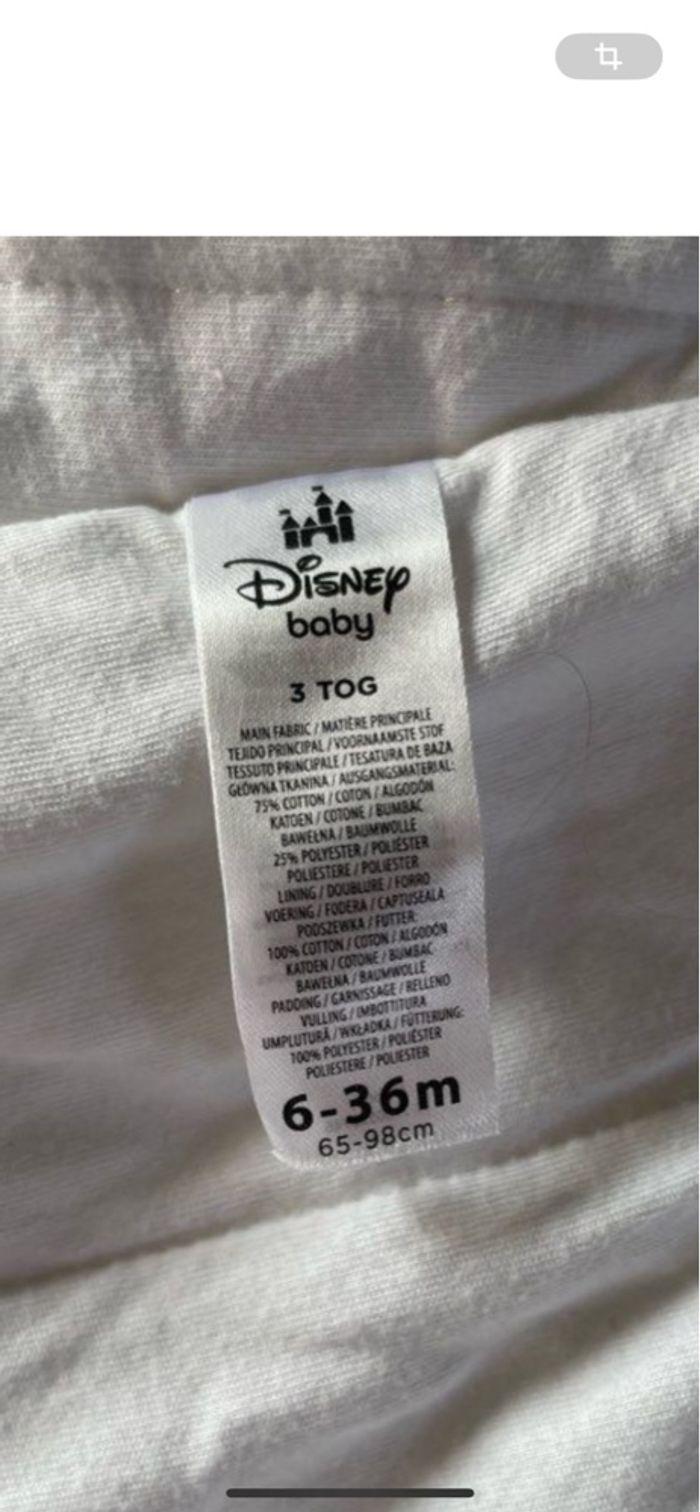 Disney
baby
3 TOG
MAIN FABRIC / MATIÈRE PRINCIPALE
TEJIDO PRINCIPAL / VOORNAAMSTE STOF
TESSUTO PRINCIPALE / TESATURA DE BAZA
GŁÓWNA TKANINA / AUSGANGSMATERIAL:
75% COTTON / COTON / ALGODÓN
KATOEN / COTONE / BUMBAC
BAWEŁNA / BAUMWOLLE
25% POLYESTER / POLIÉSTER
POLIESTERE / POLIESTER
LINING / DOUBLURE / FORRO
VOERING / FODERA / CAPTUSEALA
PODSZEWKA / FUTTER:
100% COTTON / COTON / ALGODÓN
KATOEN / COTONE / BUMBAC
BAWEŁNA / BAUMWOLLE
PADDING / GARNISSAGE / RELLENO
VULLING / IMBOTTITURA
UMPLUTURĂ / WKŁADKA / FÜTTERUNG:
100% POLYESTER / POLIÉSTER
POLIESTERE / POLIESTER
6-36m
65-98cm